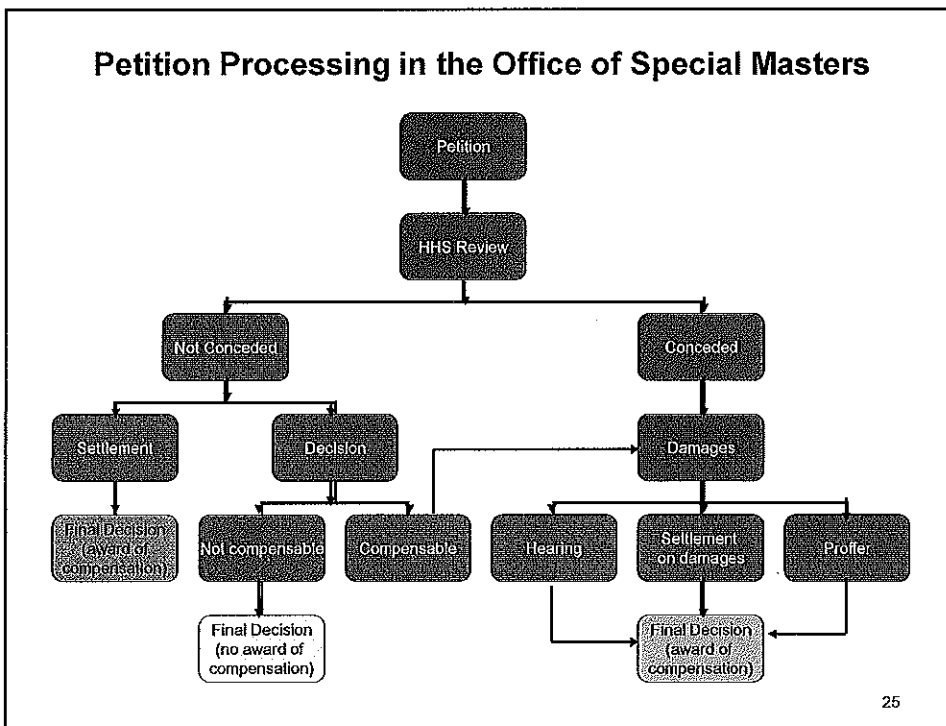 Petition Processing in the Office of Special Masters
Petition
HHS Review
Not Conceded
Conceded
Settlement
Decision
Damages
Final Decision
(award of
compensation)
Not compensable
Compensable
Hearing
Settlement
on damages
Proffer
Final Decision
(no award of
compensation)
Final Decision
(award of
compensation)
25